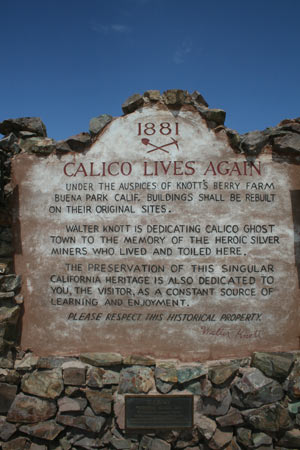 1881
CALICO LIVES AGAIN
UNDER THE AUSPICES OF KNOTT'S BERRY FARM
BUENA PARK CALIF. BUILDINGS SHALL BE REBUILT
ON THEIR ORIGINAL SITES.
WALTER KNOTT IS DEDICATING CALICO GHOST
TOWN TO THE MEMORY OF THE HEROIC SILVER
MINERS WHO LIVED AND TOILED HERE.
THE PRESERVATION OF THIS SINGULAR
CALIFORNIA HERITAGE IS ALSO DEDICATED TO
YOU, THE VISITOR, AS A CONSTANT SOURCE OF
LEARNING AND ENJOYMENT.
PLEASE RESPECT THIS HISTORICAL PROPERTY.
Walter Knott